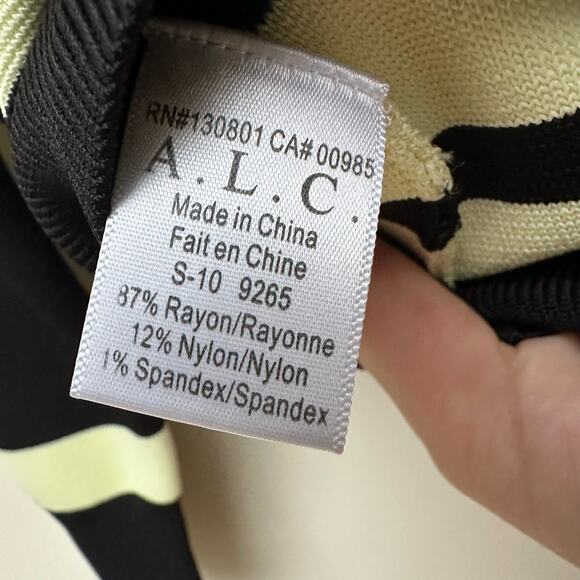 RN#130801 CA# 00985
A.L.C.
Made in China
Fait en Chine
S-10 9265
87% Rayon/Rayonne
12% Nylon/Nylon
1% Spandex/Spandex